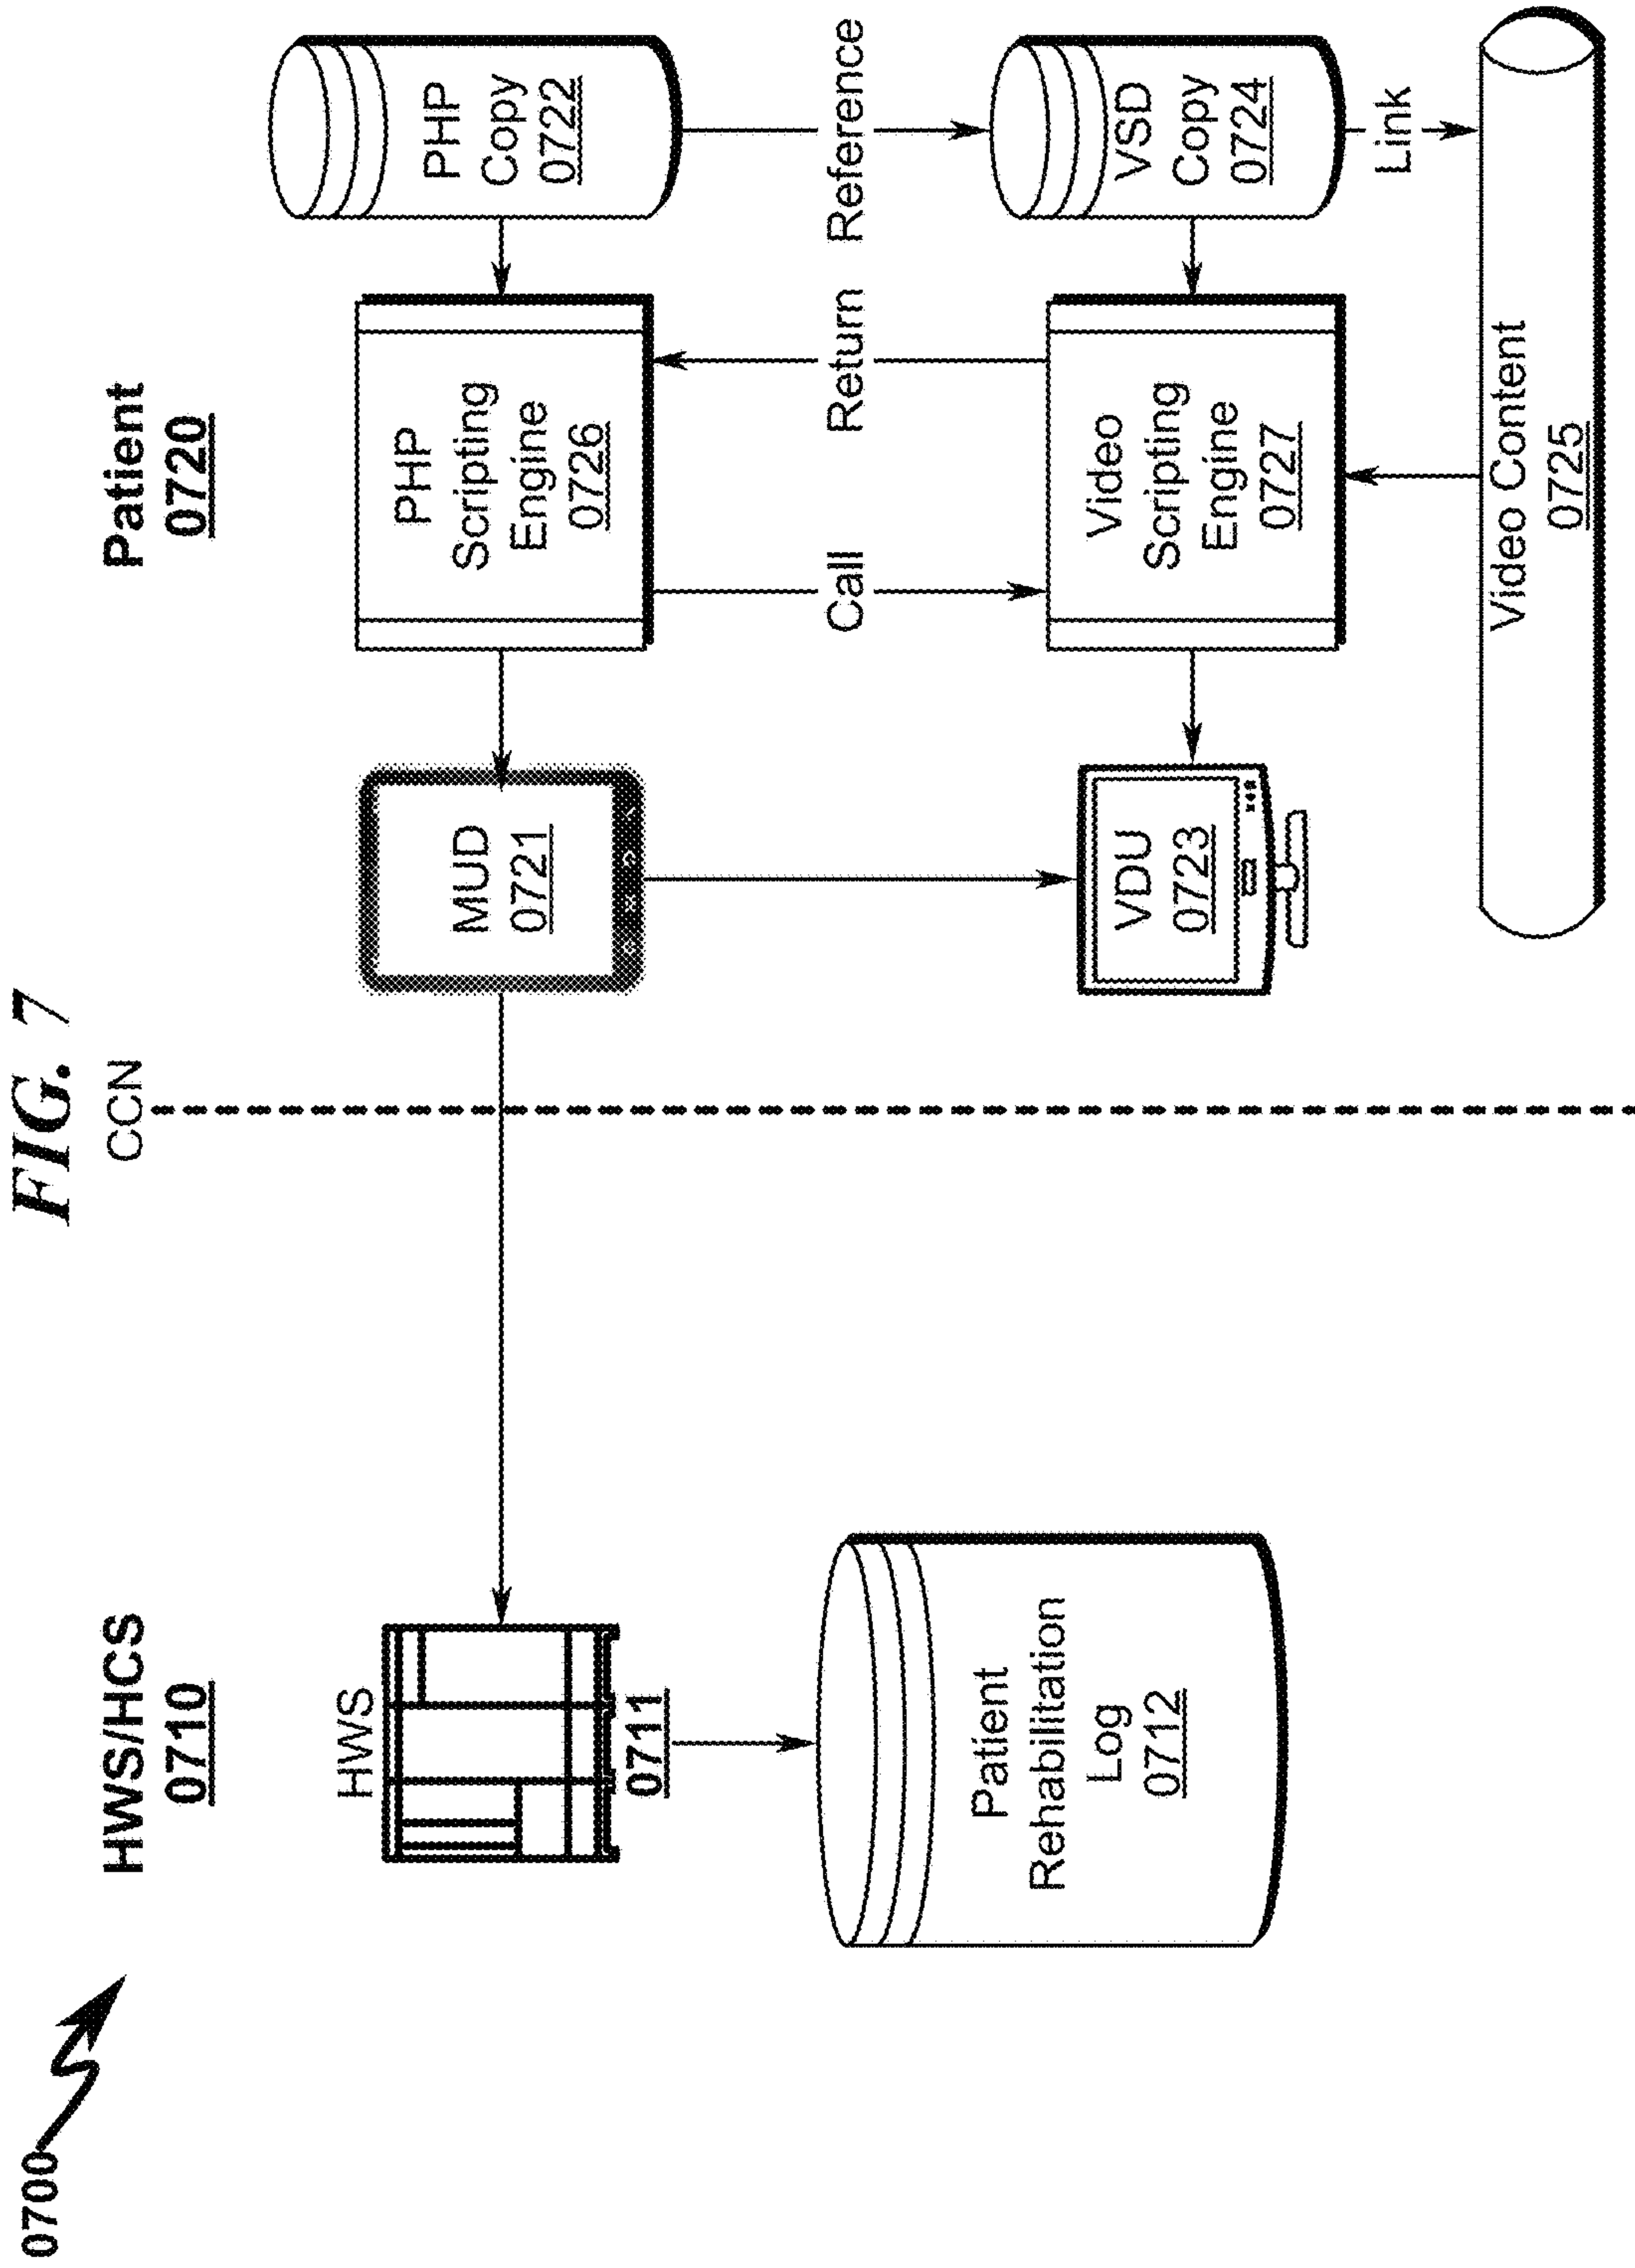 FIG. 7
0700
HWS/HCS
0710
CCN
Patient
0720
HWS
0711
MUD
0721
PHP
Scripting
Engine
0726
PHP
Copy
0722
Call
Return
Reference
Patient
Rehabilitation
Log
0712
VDU
0723
Video
Scripting
Engine
0727
VSD
Copy
0724
Link
Video Content
0725